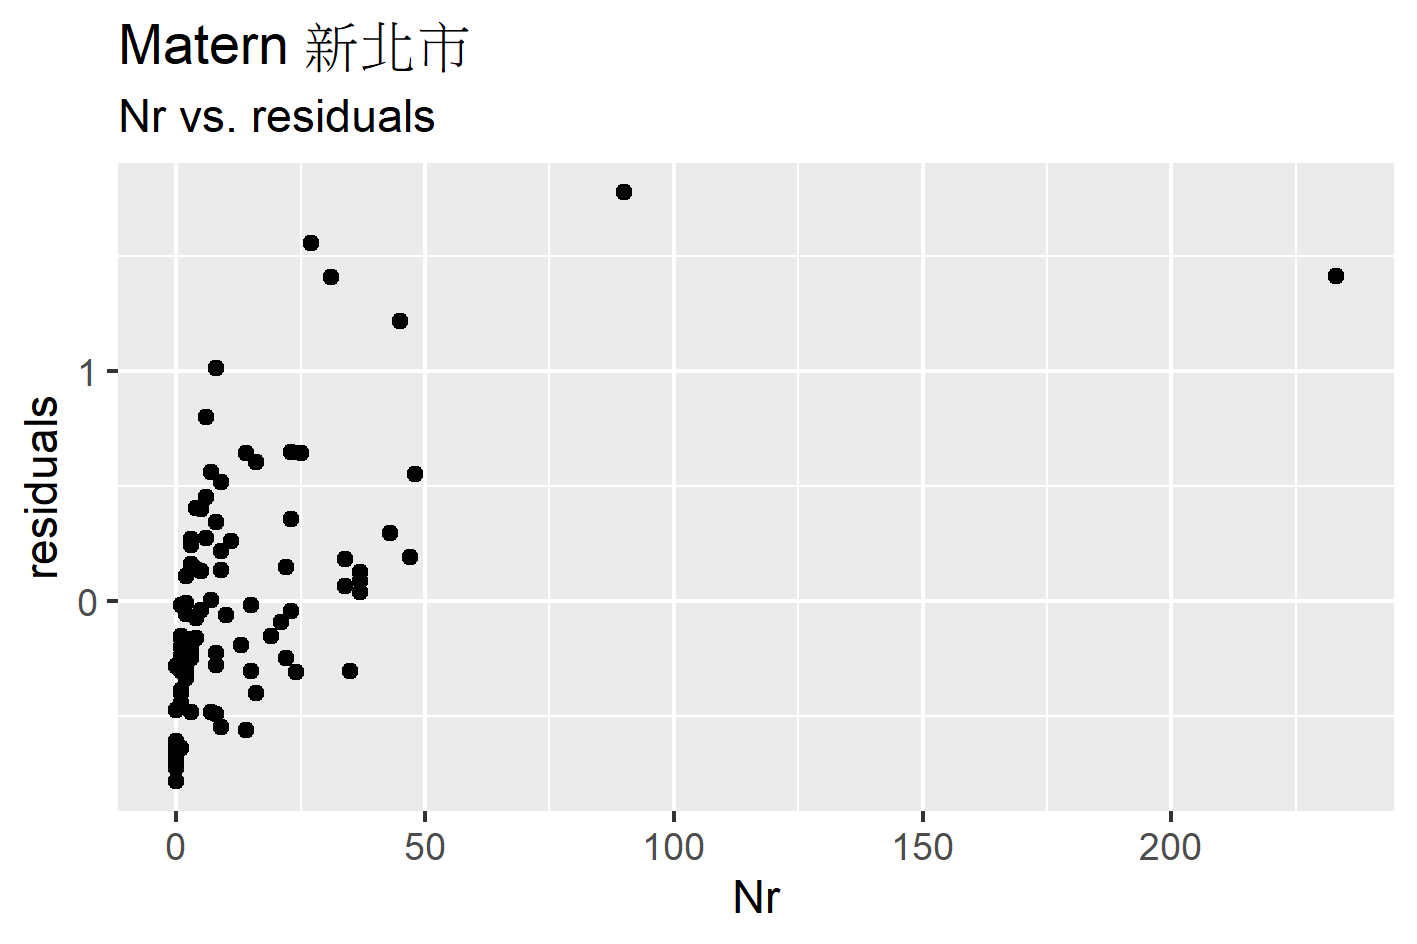 Matern 新北市
Nr vs. residuals
1
0
residuals
0 50 100 150 200
Nr